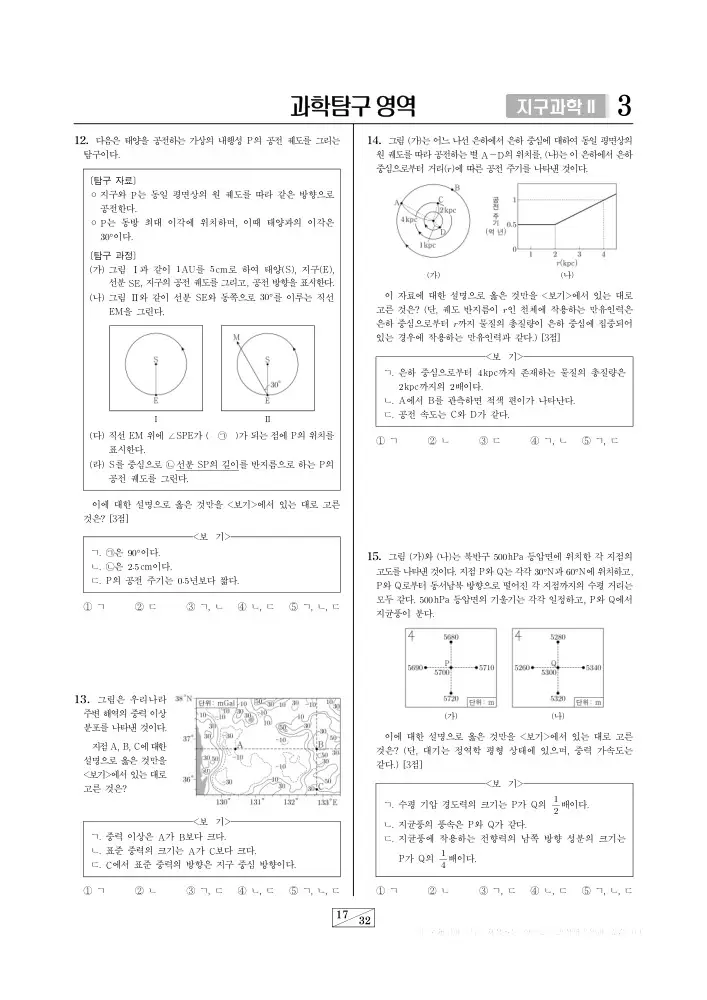 과학탐구 영역
지구과학 II
3
12. 다음은 태양을 공전하는 가상의 내행성 P의 공전 궤도를 그리는
탐구이다.
[탐구 자료]
○ 지구와 P는 동일 평면상의 원 궤도를 따라 같은 방향으로
공전한다.
○ P는 동방 최대 이각에 위치하며, 이때 태양과의 이각은
30°이다.
[탐구 과정]
(가) 그림 Ⅰ과 같이 1AU를 5cm로 하여 태양(S), 지구(E),
선분 SE, 지구의 공전 궤도를 그리고, 공전 방향을 표시한다.
(나) 그림 Ⅱ와 같이 선분 SE와 동쪽으로 30°를 이루는 직선
EM을 그린다.
S
E
Ⅰ
M
S
30°
E
Ⅱ
(다) 직선 EM 위에 ∠SPE가 ( ㉠ )가 되는 점에 P의 위치를
표시한다.
(라) S를 중심으로 ㉡선분 SP의 길이를 반지름으로 하는 P의
공전 궤도를 그린다.
이에 대한 설명으로 옳은 것만을 <보기>에서 있는 대로 고른
것은? [3점]
<보 기>
ㄱ. ㉠은 90°이다.
ㄴ. ㉡은 2.5cm이다.
ㄷ. P의 공전 주기는 0.5년보다 짧다.
① ㄱ ② ㄷ ③ ㄱ, ㄴ ④ ㄴ, ㄷ ⑤ ㄱ, ㄴ, ㄷ
13. 그림은 우리나라
주변 해역의 중력 이상
분포를 나타낸 것이다.
지점 A, B, C에 대한
설명으로 옳은 것만을
<보기>에서 있는 대로
고른 것은?
38°N
단위: mGal
37°
A
B
36°
130° 131° 132° 133°E
<보 기>
ㄱ. 중력 이상은 A가 B보다 크다.
ㄴ. 표준 중력의 크기는 A가 C보다 크다.
ㄷ. C에서 표준 중력의 방향은 지구 중심 방향이다.
① ㄱ ② ㄴ ③ ㄱ, ㄷ ④ ㄴ, ㄷ ⑤ ㄱ, ㄴ, ㄷ
14. 그림 (가)는 어느 나선 은하에서 은하 중심에 대하여 동일 평면상의
원 궤도를 따라 공전하는 별 A~D의 위치를, (나)는 이 은하에서 은하
중심으로부터 거리(r)에 따른 공전 주기를 나타낸 것이다.
A
B
C
2kpc
4kpc
D
1kpc
(가)
공전 주기 (억 년)
1
0.5
0
1 2 3 4
r(kpc)
(나)
이 자료에 대한 설명으로 옳은 것만을 <보기>에서 있는 대로
고른 것은? (단, 궤도 반지름이 r인 천체에 작용하는 만유인력은
은하 중심으로부터 r까지 물질의 총질량이 은하 중심에 집중되어
있는 경우에 작용하는 만유인력과 같다.) [3점]
<보 기>
ㄱ. 은하 중심으로부터 4kpc까지 존재하는 물질의 총질량은
2kpc까지의 2배이다.
ㄴ. A에서 B를 관측하면 적색 편이가 나타난다.
ㄷ. 공전 속도는 C와 D가 같다.
① ㄱ ② ㄴ ③ ㄷ ④ ㄱ, ㄴ ⑤ ㄱ, ㄷ
15. 그림 (가)와 (나)는 북반구 500hPa 등압면에 위치한 각 지점의
고도를 나타낸 것이다. 지점 P와 Q는 각각 30°N과 60°N에 위치하고,
P와 Q로부터 동서남북 방향으로 떨어진 각 지점까지의 수평 거리는
모두 같다. 500hPa 등압면의 기울기는 각각 일정하고, P와 Q에서
지균풍이 분다.
5680
5690
P
5700
5710
5720
단위: m
(가)
5280
5260
Q
5300
5340
5320
단위: m
(나)
이에 대한 설명으로 옳은 것만을 <보기>에서 있는 대로 고른
것은? (단, 대기는 정역학 평형 상태에 있으며, 중력 가속도는
같다.) [3점]
<보 기>
ㄱ. 수평 기압 경도력의 크기는 P가 Q의 1/2배이다.
ㄴ. 지균풍의 풍속은 P와 Q가 같다.
ㄷ. 지균풍에 작용하는 전향력의 남쪽 방향 성분의 크기는
P가 Q의 1/4배이다.
① ㄱ ② ㄴ ③ ㄱ, ㄷ ④ ㄴ, ㄷ ⑤ ㄱ, ㄴ, ㄷ
17
32